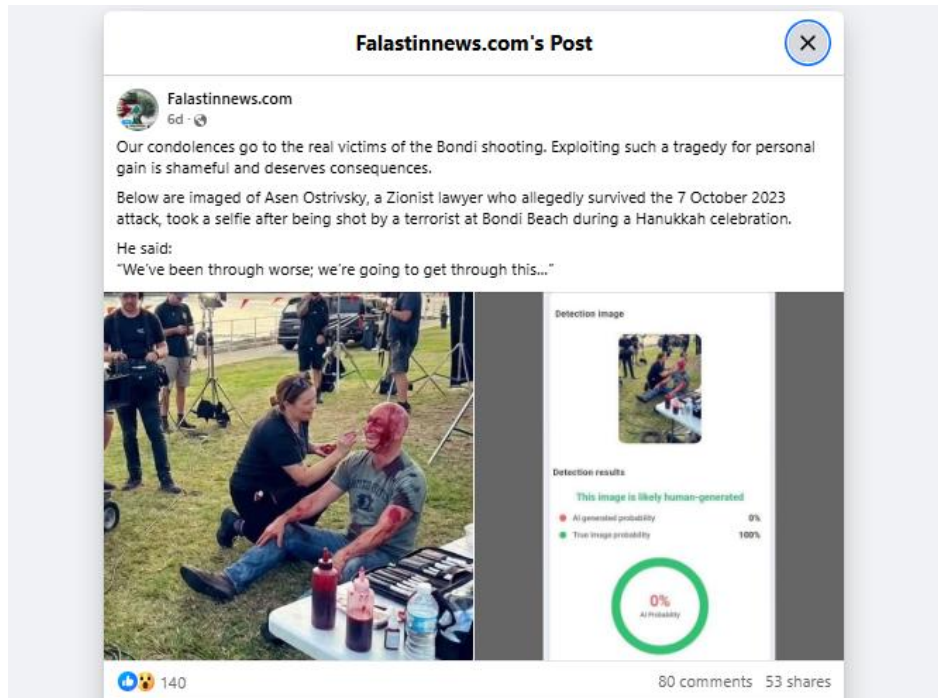 Falastinnews.com's Post
Falastinnews.com
6d ·
Our condolences go to the real victims of the Bondi shooting. Exploiting such a tragedy for personal
gain is shameful and deserves consequences.
Below are imaged of Asen Ostrivsky, a Zionist lawyer who allegedly survived the 7 October 2023
attack, took a selfie after being shot by a terrorist at Bondi Beach during a Hanukkah celebration.
He said:
"We've been through worse; we're going to get through this..."
Detection image
Detection results
This image is likely human-generated
AI generated probability 0%
True image probability 100%
0%
AI Probability
140
80 comments 53 shares